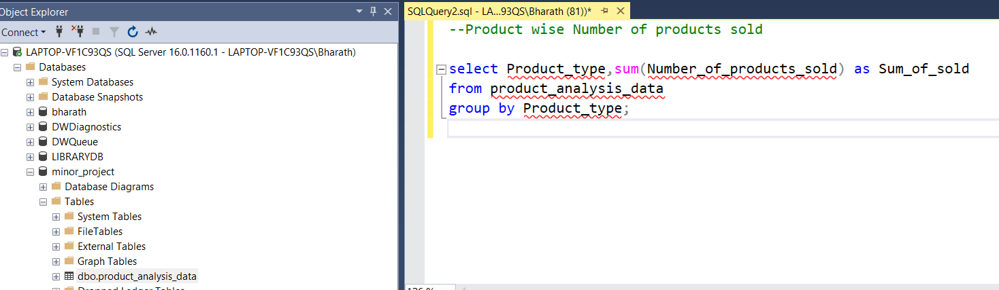 Object Explorer
Connect
LAPTOP-VF1C93QS (SQL Server 16.0.1160.1 - LAPTOP-VF1C93QS\Bharath)
Databases
System Databases
Database Snapshots
bharath
DWDiagnostics
DWQueue
LIBRARYDB
minor_project
Database Diagrams
Tables
System Tables
FileTables
External Tables
Graph Tables
dbo.product_analysis_data
Dropped Ledger Tables
SQLQuery2.sql - LA...93QS\Bharath (81))*
--Product wise Number of products sold
select Product_type,sum(Number_of_products_sold) as Sum_of_sold
from product_analysis_data
group by Product_type;